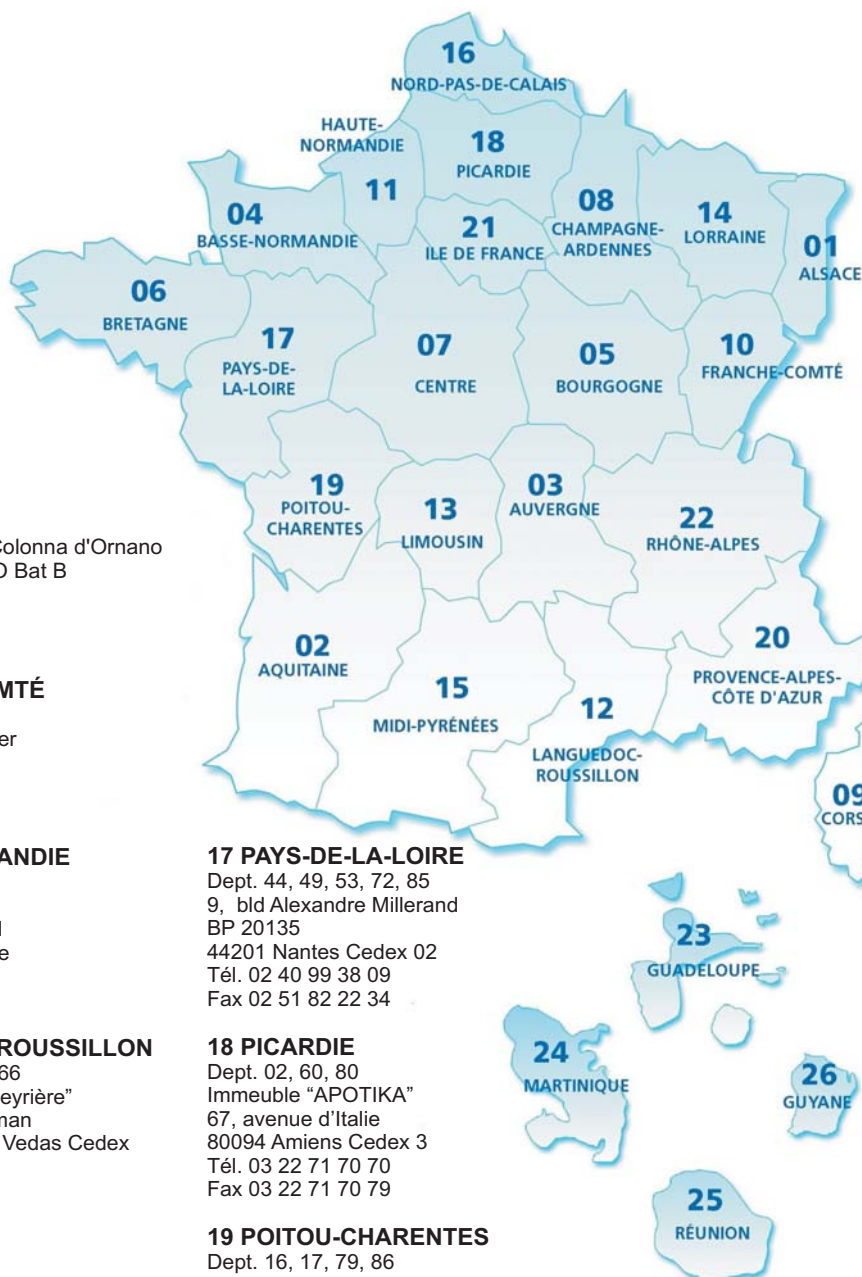 16
NORD-PAS-DE-CALAIS
HAUTE-
NORMANDIE
11
18
PICARDIE
04
BASSE-NORMANDIE
21
ILE DE FRANCE
08
CHAMPAGNE-
ARDENNES
14
LORRAINE
01
ALSACE
06
BRETAGNE
17
PAYS-DE-
LA-LOIRE
07
CENTRE
05
BOURGOGNE
10
FRANCHE-COMTÉ
19
POITOU-
CHARENTES
13
LIMOUSIN
03
AUVERGNE
22
RHÔNE-ALPES
02
AQUITAINE
15
MIDI-PYRÉNÉES
12
LANGUEDOC-
ROUSSILLON
20
PROVENCE-ALPES-
CÔTE D'AZUR
09
CORS
23
GUADELOUPE
24
MARTINIQUE
26
GUYANE
25
RÉUNION
Colonna d'Ornano
D Bat B
MTÉ
er
ANDIE
l
e
ROUSSILLON
66
eyrière”
man
Vedas Cedex
17 PAYS-DE-LA-LOIRE
Dept. 44, 49, 53, 72, 85
9, bld Alexandre Millerand
BP 20135
44201 Nantes Cedex 02
Tél. 02 40 99 38 09
Fax 02 51 82 22 34
18 PICARDIE
Dept. 02, 60, 80
Immeuble “APOTIKA”
67, avenue d’Italie
80094 Amiens Cedex 3
Tél. 03 22 71 70 70
Fax 03 22 71 70 79
19 POITOU-CHARENTES
Dept. 16, 17, 79, 86